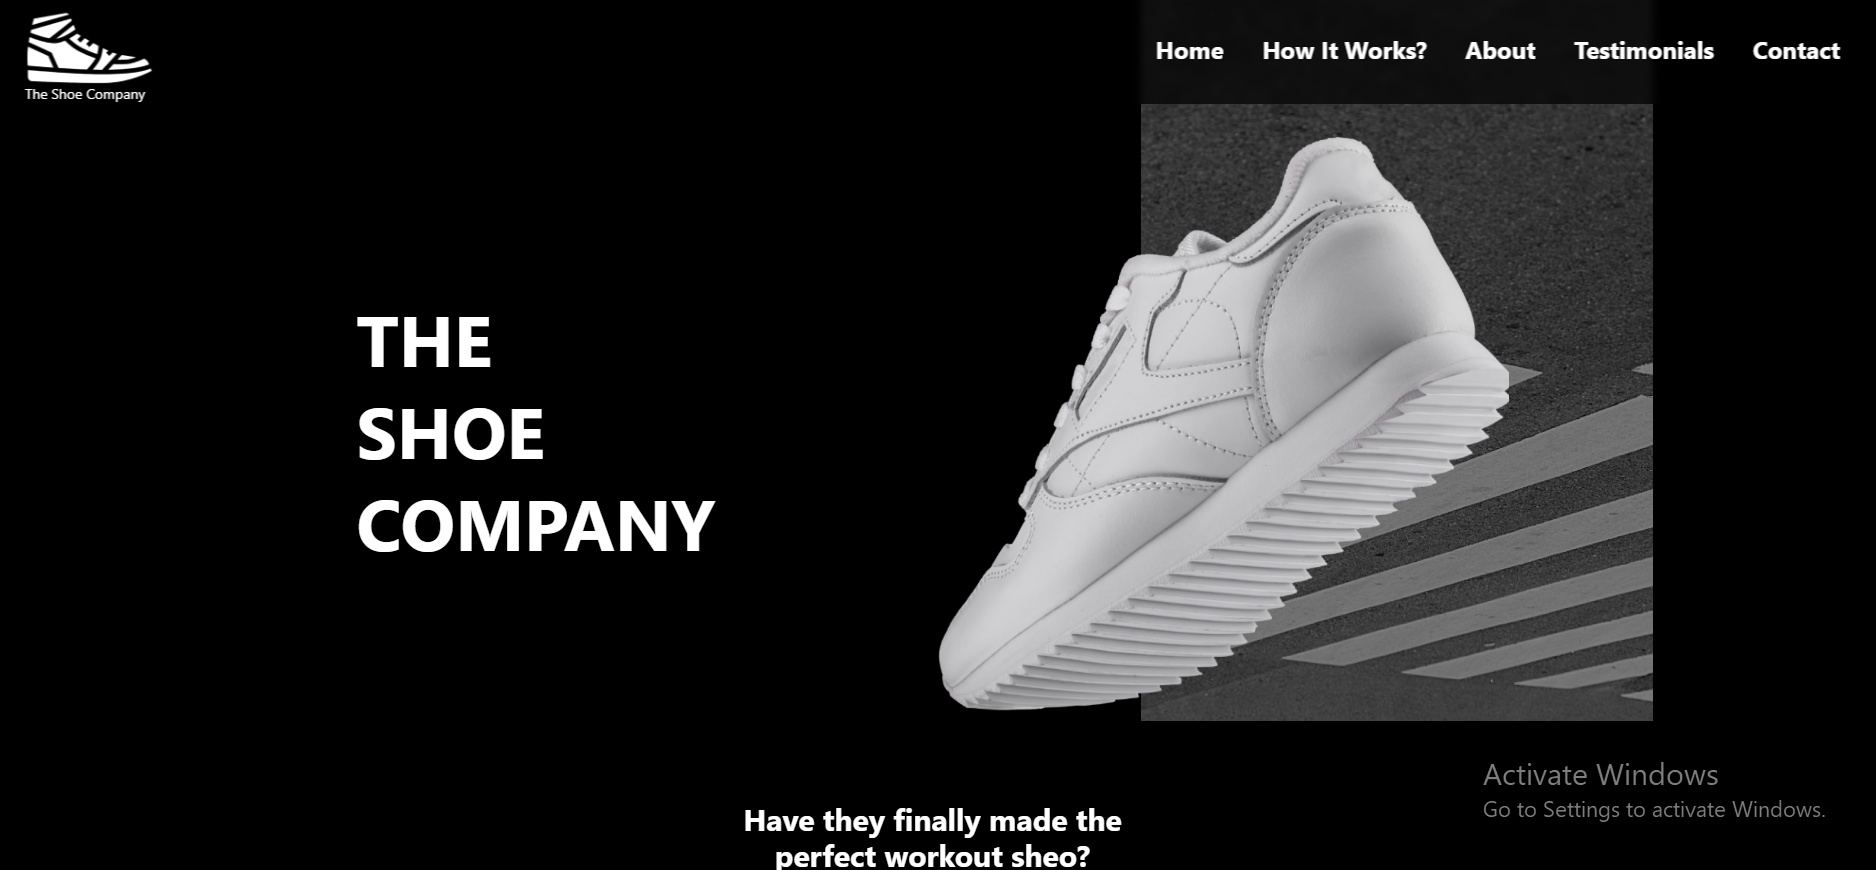 The Shoe Company
Home How It Works? About Testimonials Contact
THE
SHOE
COMPANY
Activate Windows
Go to Settings to activate Windows.
Have they finally made the
perfect workout sheo?